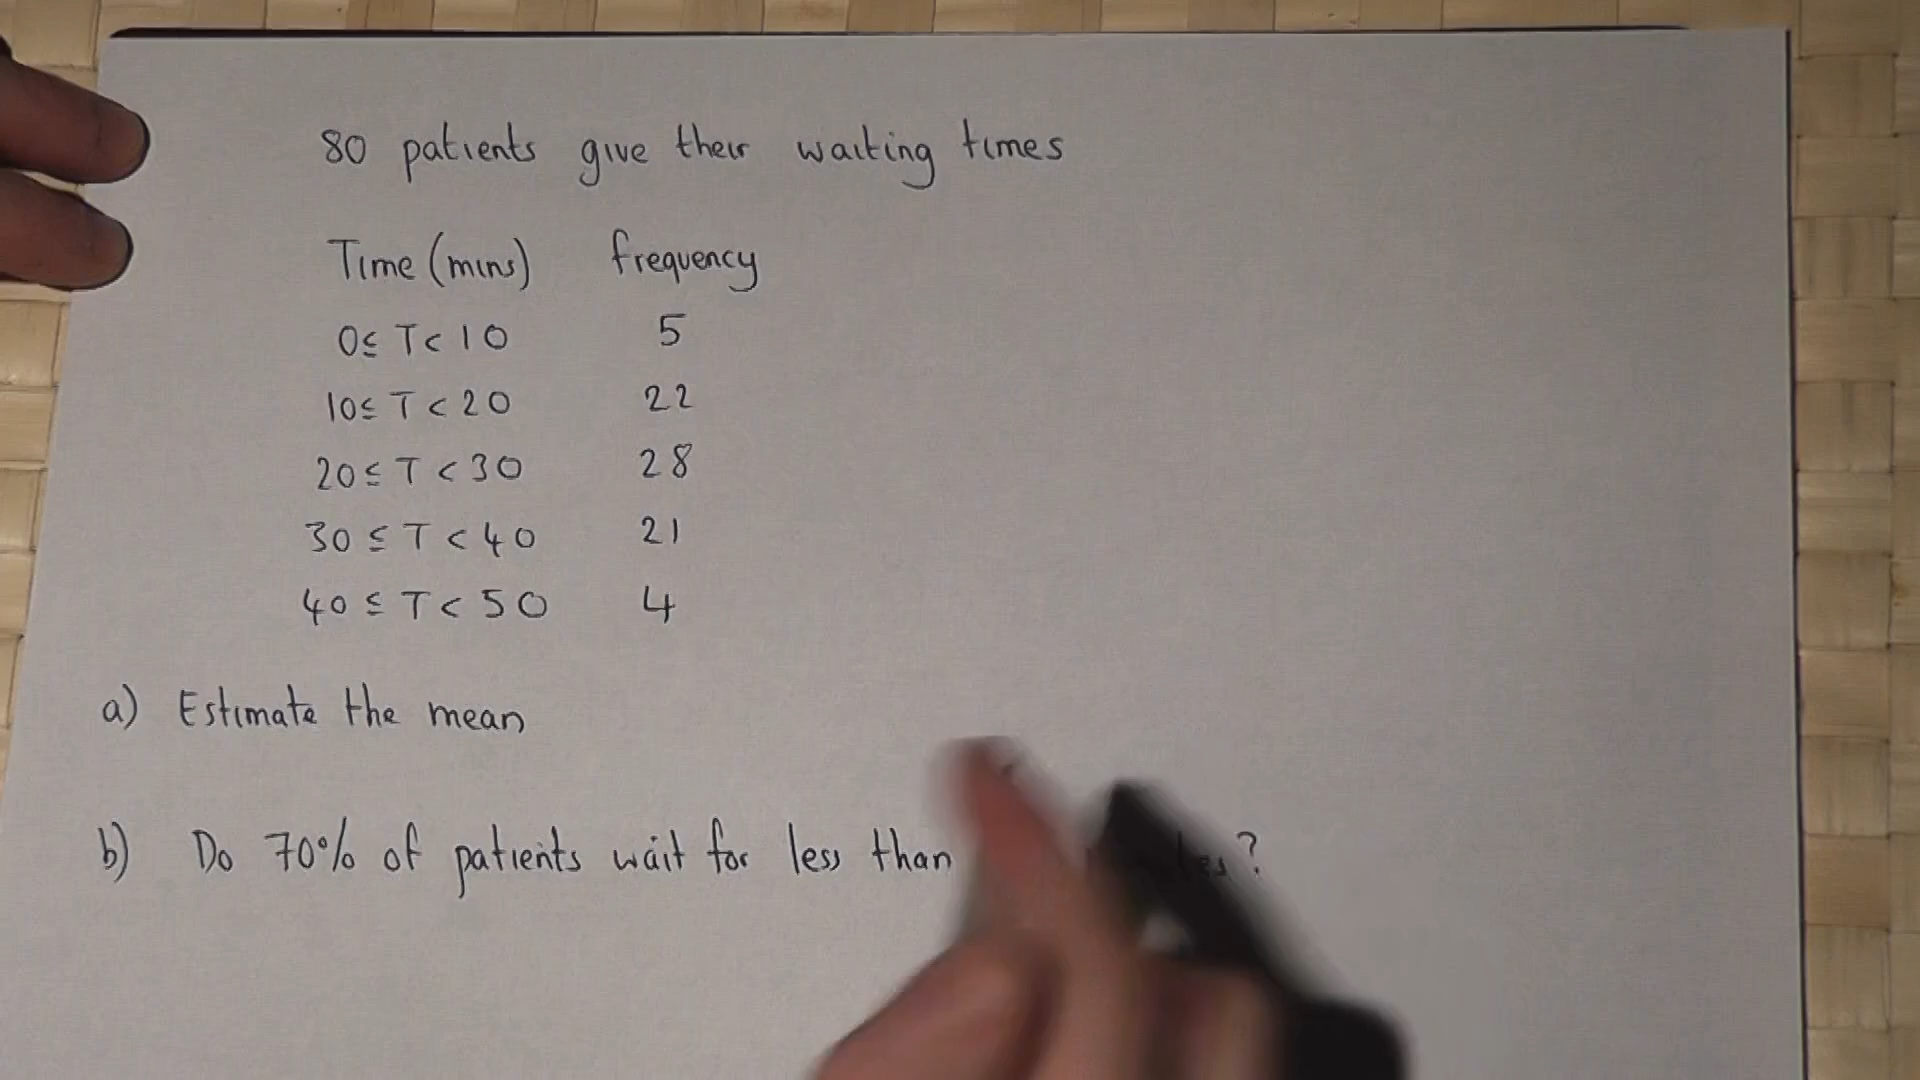 80 patients give their waiting times
Time (mins) frequency
0≤ T< 10 5
10≤ T < 20 22
20≤ T < 30 28
30 ≤ T < 40 21
40 ≤ T < 50 4
a) Estimate the mean
b) Do 70% of patients wait for less than ?